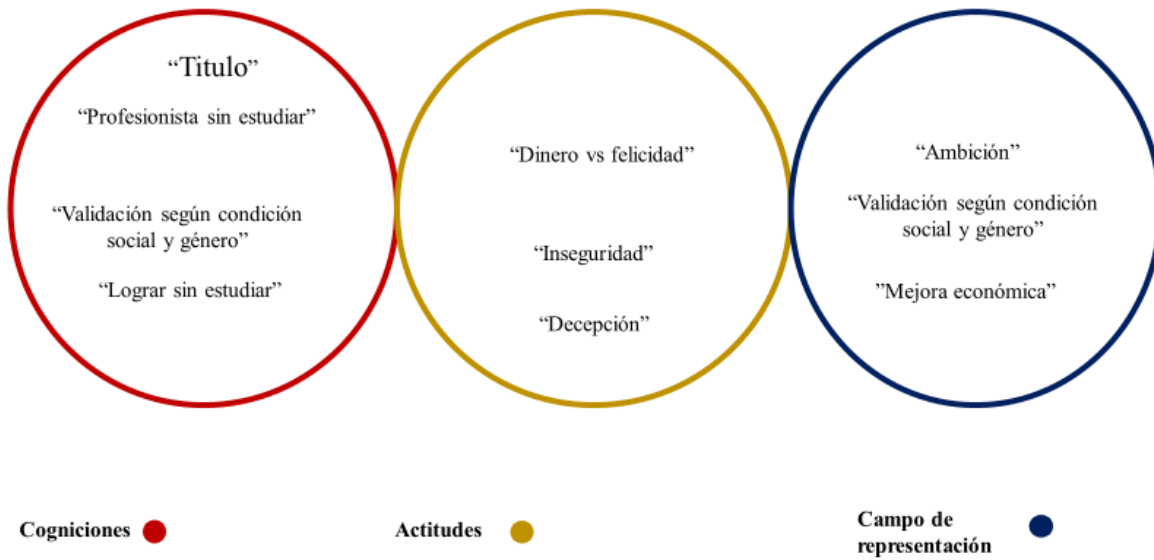 “Titulo”
“Profesionista sin estudiar”
“Validación según condición
social y género”
“Lograr sin estudiar”
“Dinero vs felicidad”
“Inseguridad”
“Decepción”
“Ambición”
“Validación según condición
social y género”
”Mejora económica”
Cogniciones
Actitudes
Campo de
representación